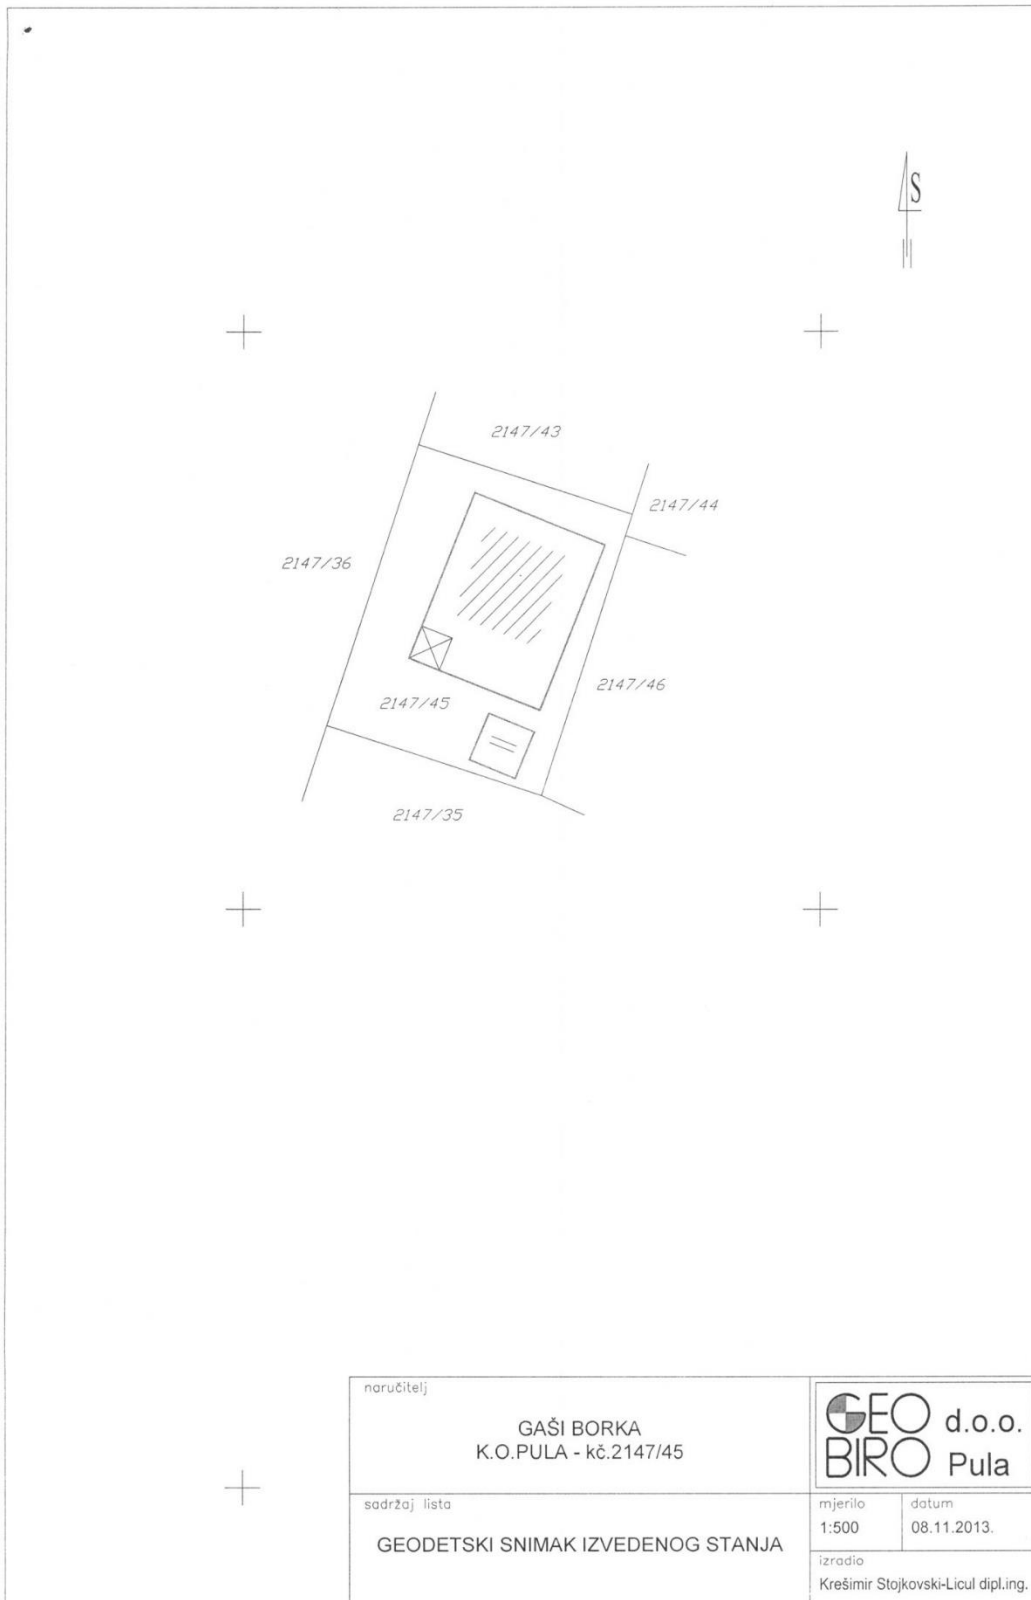 S
2147/43
2147/44
2147/36
2147/46
2147/45
2147/35
naručitelj
GAŠI BORKA
K.O.PULA - kč.2147/45
GEO d.o.o.
BIRO Pula
sadržaj lista
GEODETSKI SNIMAK IZVEDENOG STANJA
mjerilo
1:500
datum
08.11.2013.
izradio
Krešimir Stojkovski-Licul dipl.ing.